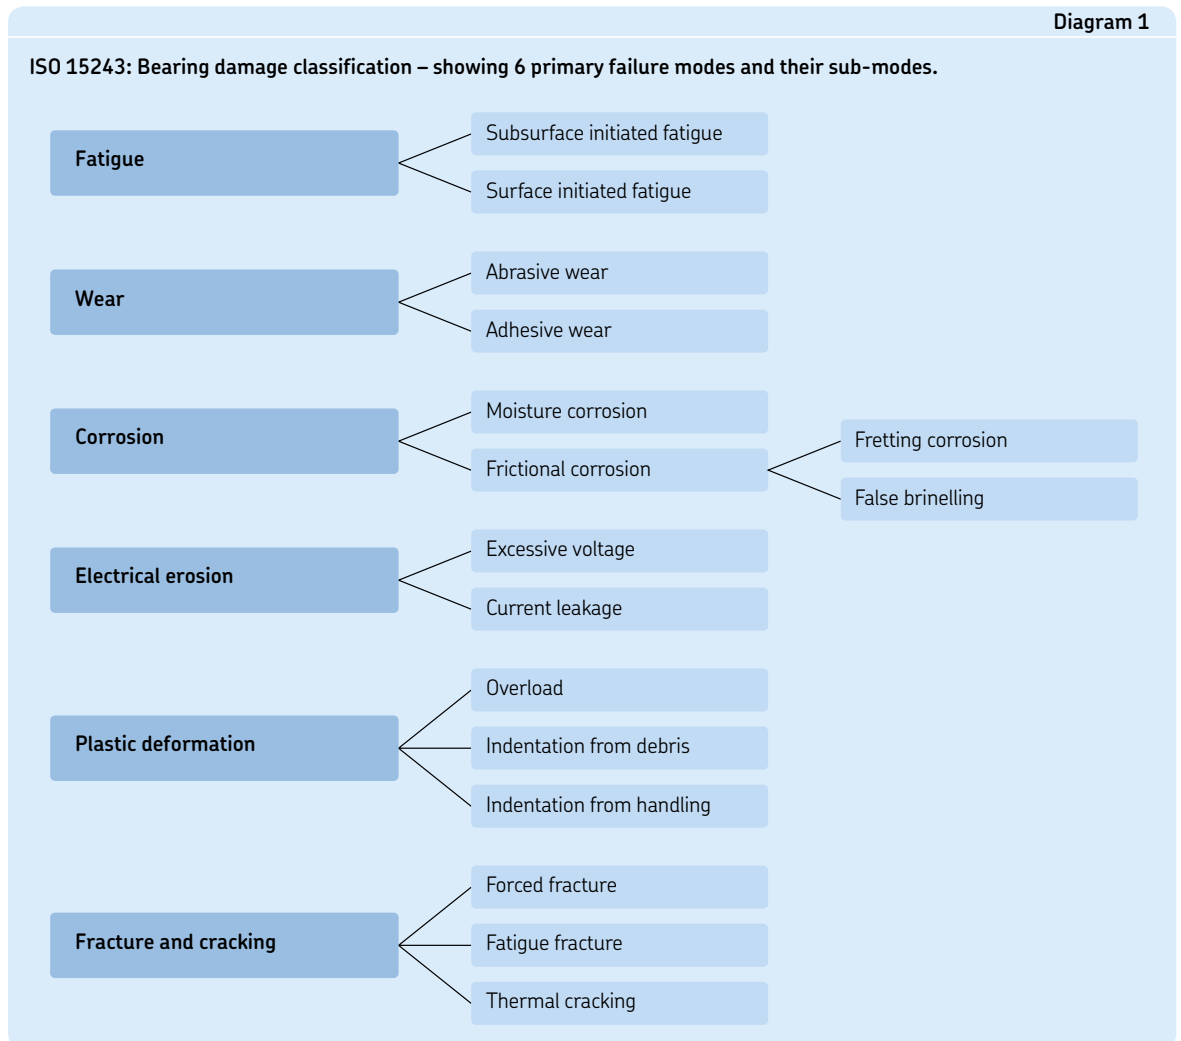 Diagram 1
ISO 15243: Bearing damage classification – showing 6 primary failure modes and their sub-modes.
Fatigue
Subsurface initiated fatigue
Surface initiated fatigue
Wear
Abrasive wear
Adhesive wear
Corrosion
Moisture corrosion
Frictional corrosion
Fretting corrosion
False brinelling
Electrical erosion
Excessive voltage
Current leakage
Plastic deformation
Overload
Indentation from debris
Indentation from handling
Fracture and cracking
Forced fracture
Fatigue fracture
Thermal cracking